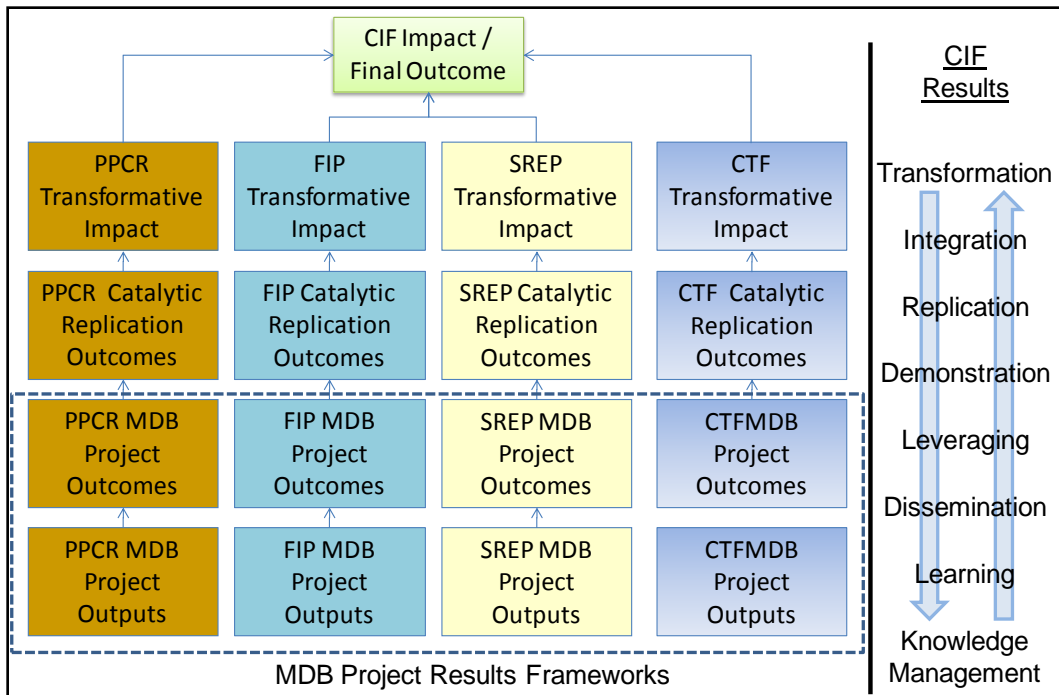 CIF Impact /
Final Outcome
PPCR
Transformative
Impact
FIP
Transformative
Impact
SREP
Transformative
Impact
CTF
Transformative
Impact
PPCR Catalytic
Replication
Outcomes
FIP Catalytic
Replication
Outcomes
SREP Catalytic
Replication
Outcomes
CTF Catalytic
Replication
Outcomes
PPCR MDB
Project
Outcomes
FIP MDB
Project
Outcomes
SREP MDB
Project
Outcomes
CTFMDB
Project
Outcomes
PPCR MDB
Project
Outputs
FIP MDB
Project
Outputs
SREP MDB
Project
Outputs
CTFMDB
Project
Outputs
MDB Project Results Frameworks
CIF
Results
Transformation
Integration
Replication
Demonstration
Leveraging
Dissemination
Learning
Knowledge
Management